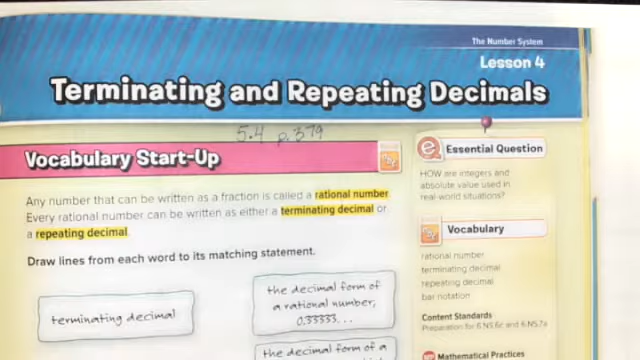 The Number System
Lesson 4
Terminating and Repeating Decimals
5.4 p.379
Vocabulary Start-Up
Any number that can be written as a fraction is called a rational number.
Every rational number can be written as either a terminating decimal or
a repeating decimal.
Draw lines from each word to its matching statement.
terminating decimal
the decimal form of
a rational number,
0.33333...
the decimal form of a
Essential Question
HOW are integers and
absolute value used in
real-world situations?
Vocabulary
rational number
terminating decimal
repeating decimal
bar notation
Content Standards
Preparation for 6.NS.6c and 6.NS.7a
Mathematical Practices